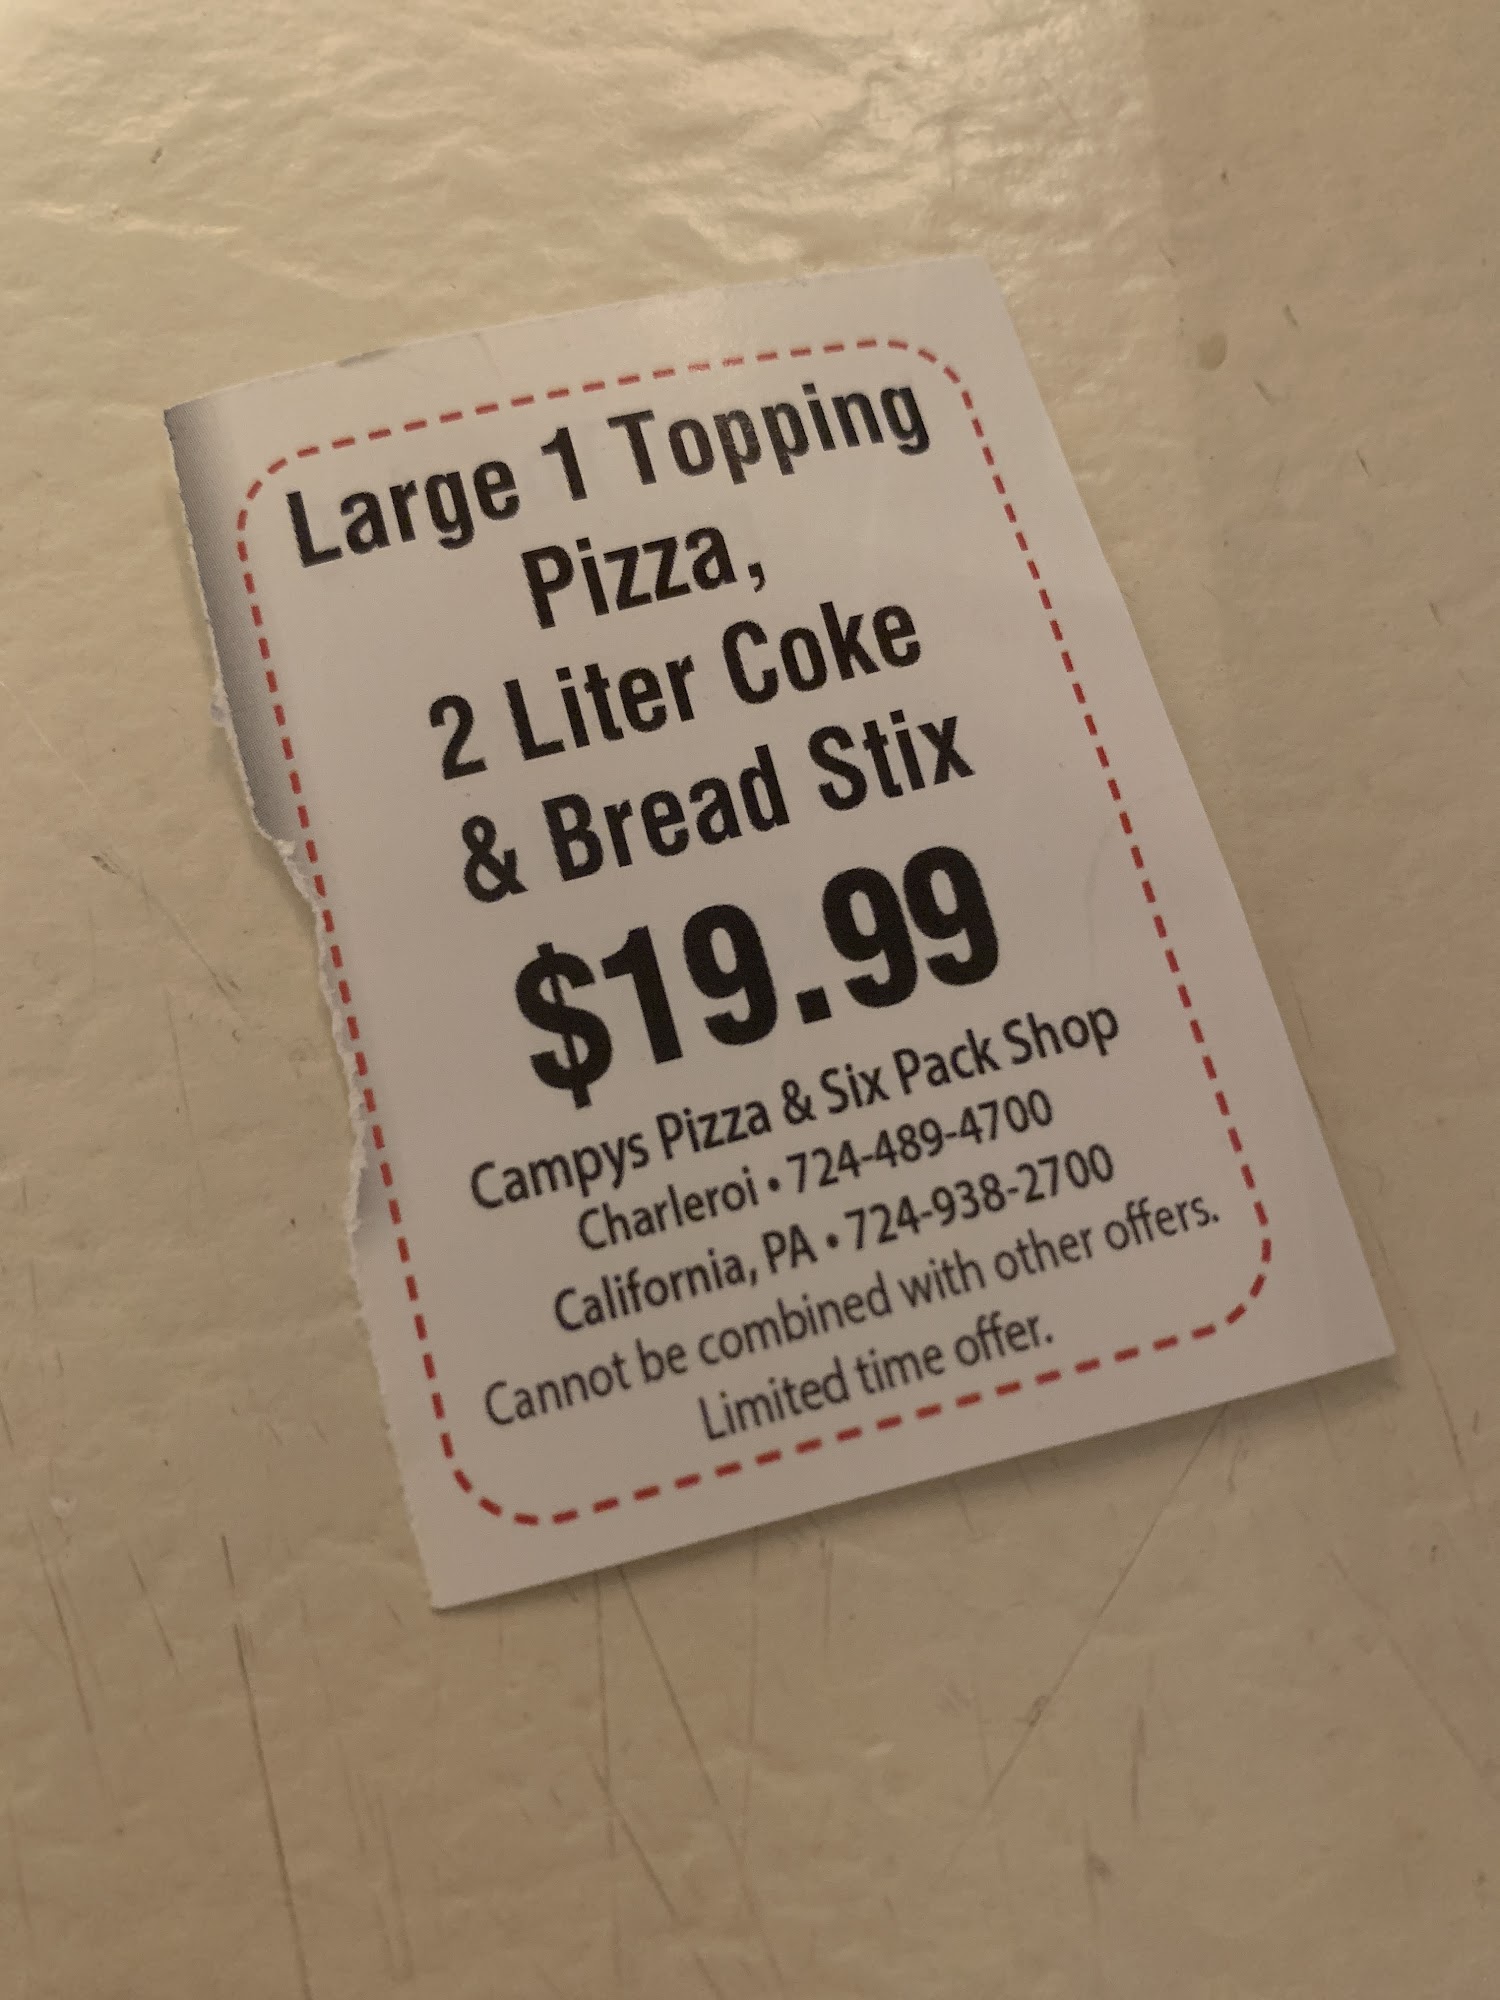 Large 1 Topping
Pizza,
2 Liter Coke
& Bread Stix
$19.99
Campys Pizza & Six Pack Shop
Charleroi • 724-489-4700
California, PA • 724-938-2700
Cannot be combined with other offers.
Limited time offer.